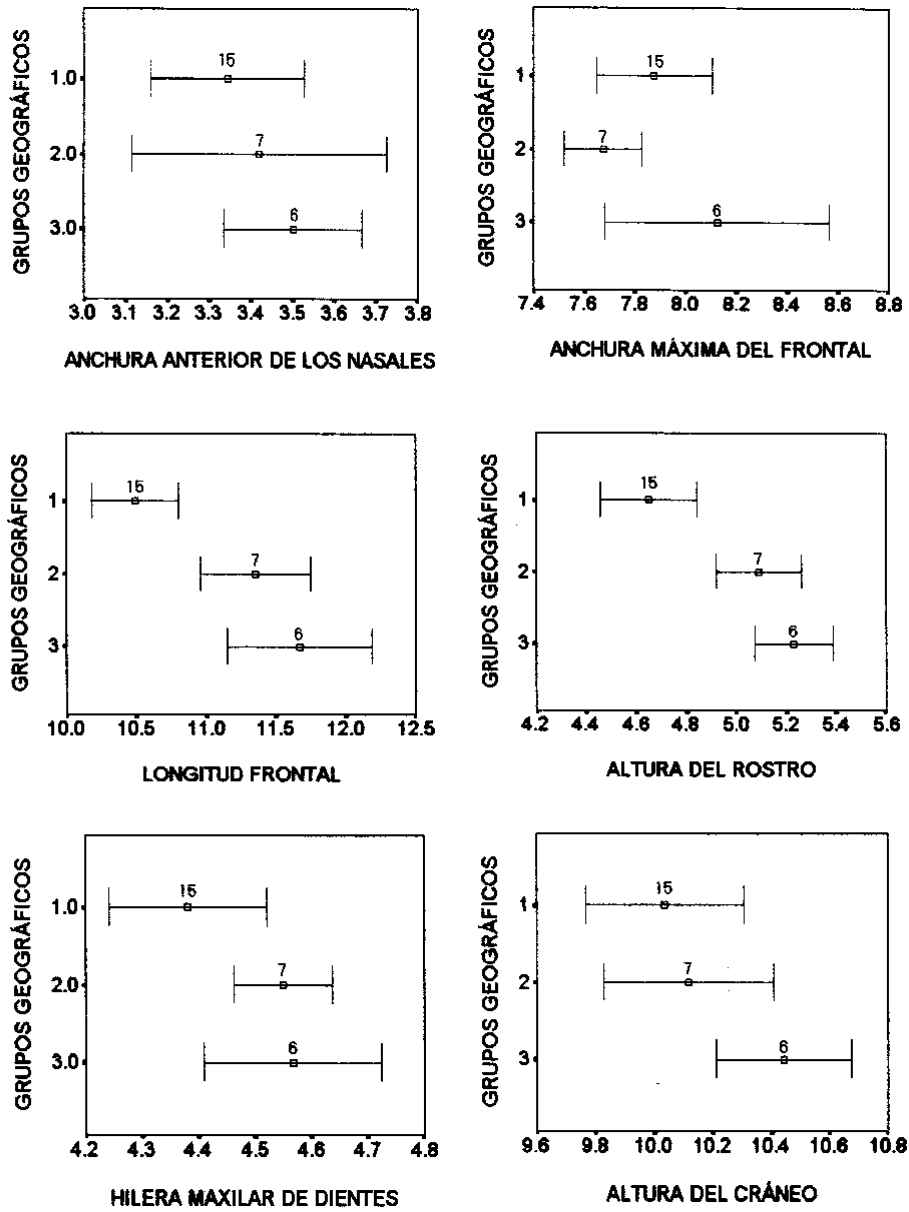 GRUPOS GEOGRÁFICOS
1.0
2.0
3.0
15
7
6
3.0 3.1 3.2 3.3 3.4 3.5 3.6 3.7 3.8
ANCHURA ANTERIOR DE LOS NASALES
GRUPOS GEOGRÁFICOS
1
2
3
15
7
6
7.4 7.6 7.8 8.0 8.2 8.4 8.6 8.8
ANCHURA MÁXIMA DEL FRONTAL
GRUPOS GEOGRÁFICOS
1
2
3
15
7
6
10.0 10.5 11.0 11.5 12.0 12.5
LONGITUD FRONTAL
GRUPOS GEOGRÁFICOS
1
2
3
15
7
6
4.2 4.4 4.6 4.8 5.0 5.2 5.4 5.6
ALTURA DEL ROSTRO
GRUPOS GEOGRÁFICOS
1.0
2.0
3.0
15
7
6
4.2 4.3 4.4 4.5 4.6 4.7 4.8
HILERA MAXILAR DE DIENTES
GRUPOS GEOGRÁFICOS
1
2
3
15
7
6
9.6 9.8 10.0 10.2 10.4 10.6 10.8
ALTURA DEL CRÁNEO